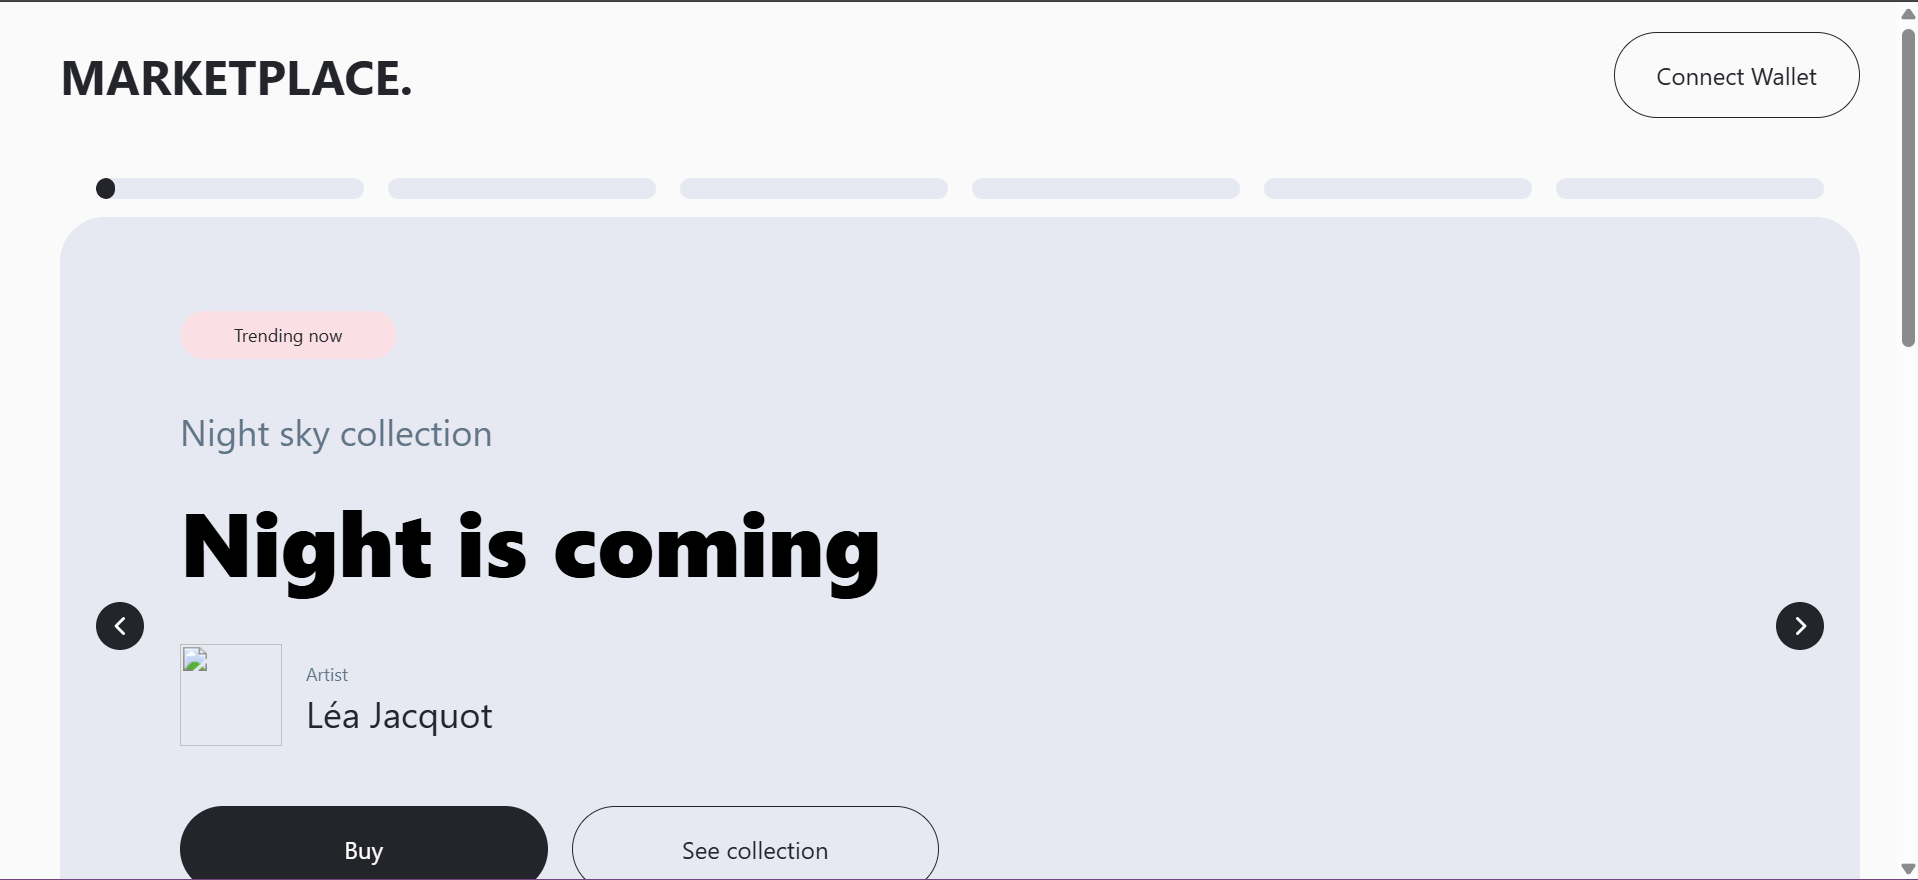 MARKETPLACE.
Connect Wallet
Trending now
Night sky collection
Night is coming
Artist
Léa Jacquot
Buy
See collection